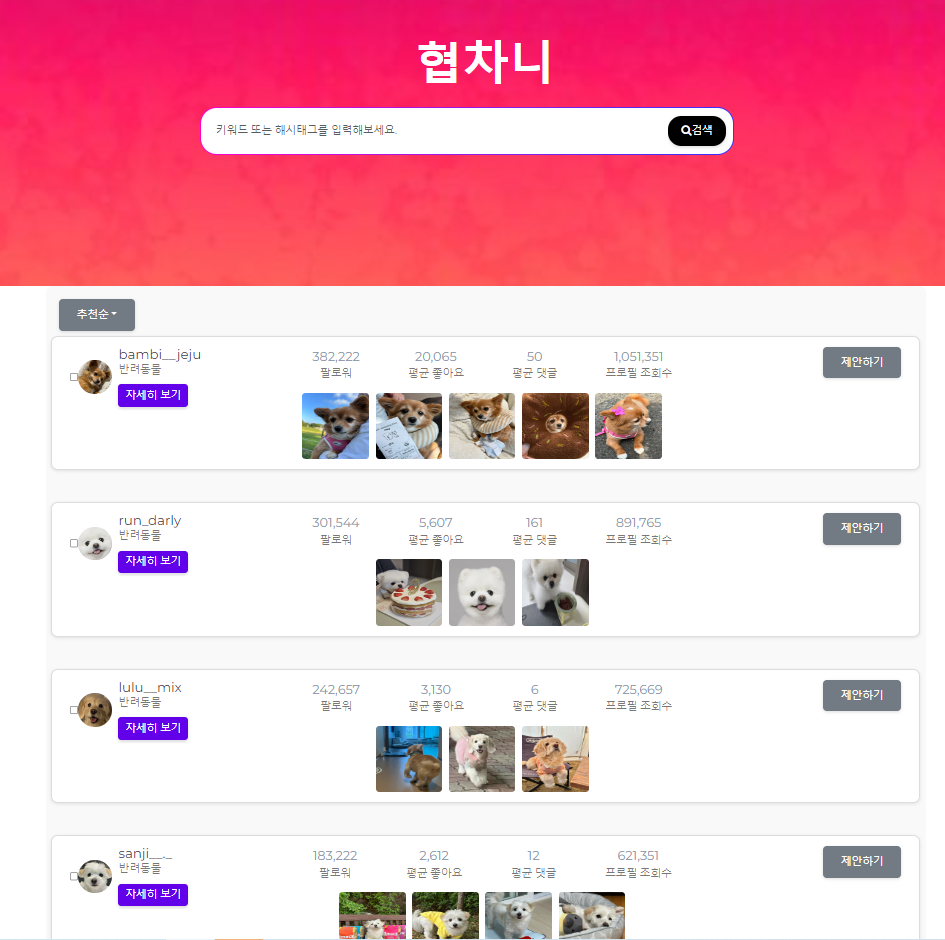 협차니
키워드 또는 해시태그를 입력해보세요.
검색
추천순
bambi__jeju
반려동물
자세히 보기
382,222 20,065 50 1,051,351
팔로워 평균 좋아요 평균 댓글 프로필 조회수
제안하기
run_darly
반려동물
자세히 보기
301,544 5,607 161 891,765
팔로워 평균 좋아요 평균 댓글 프로필 조회수
제안하기
lulu__mix
반려동물
자세히 보기
242,657 3,130 6 725,669
팔로워 평균 좋아요 평균 댓글 프로필 조회수
제안하기
sanji__._
반려동물
자세히 보기
183,222 2,612 12 621,351
팔로워 평균 좋아요 평균 댓글 프로필 조회수
제안하기